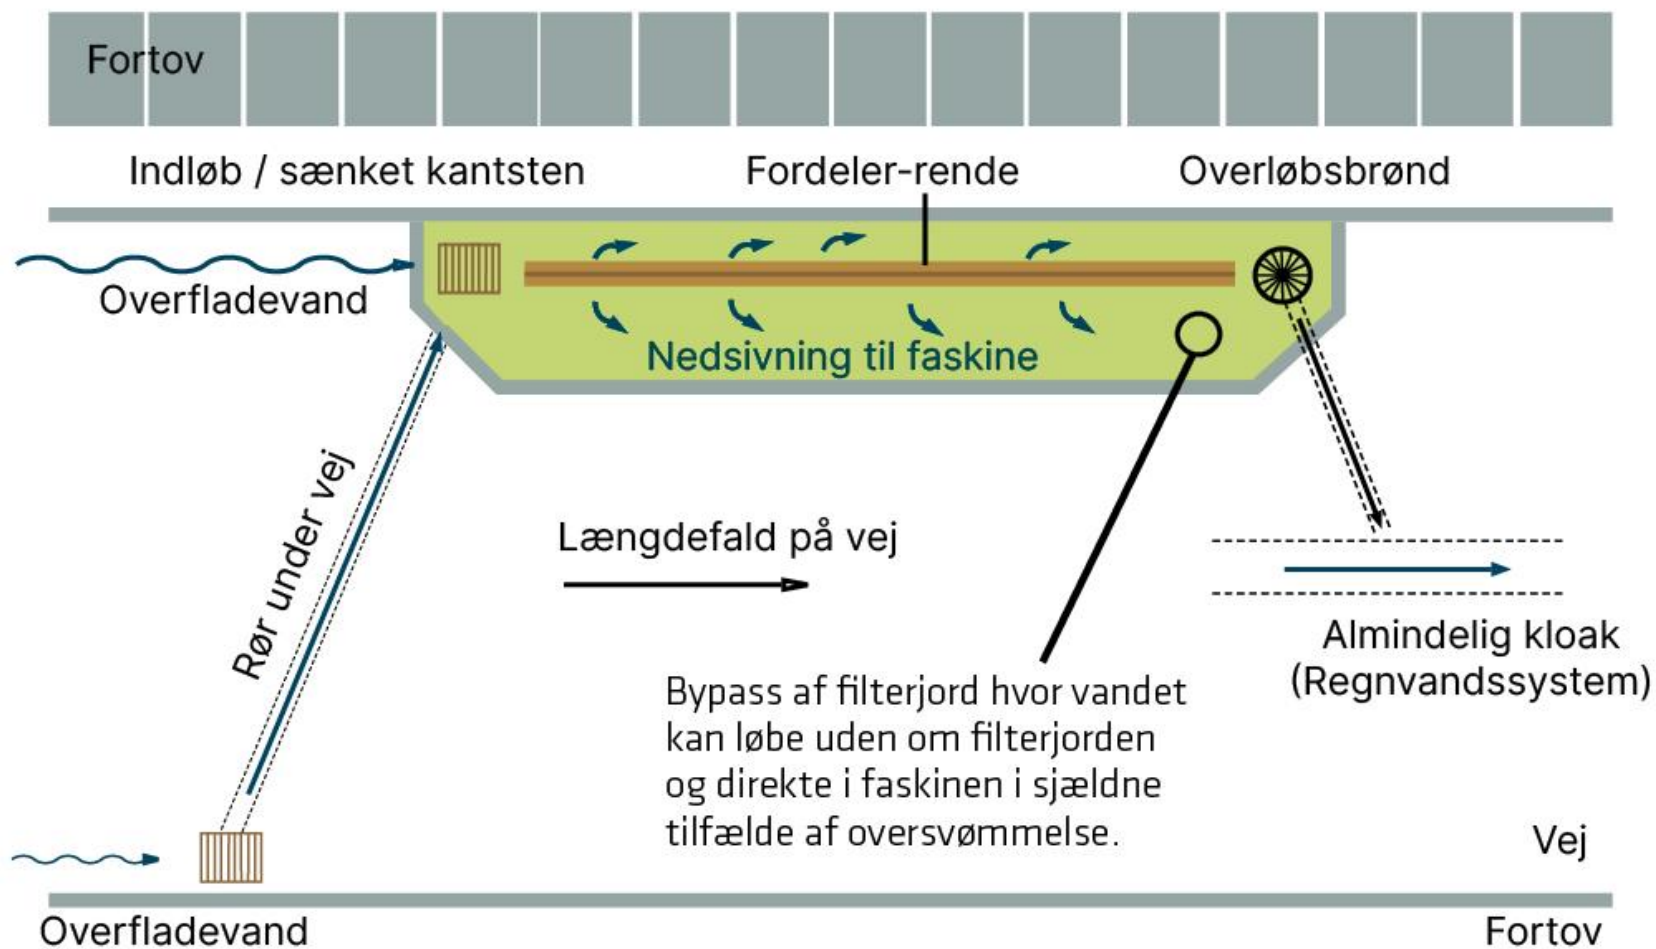 Fortov
Indløb / sænket kantsten
Fordeler-rende
Overløbsbrønd
Overfladevand
Nedsivning til faskine
Rør under vej
Længdefald på vej
Almindelig kloak
(Regnvandssystem)
Bypass af filterjord hvor vandet
kan løbe uden om filterjorden
og direkte i faskinen i sjældne
tilfælde af oversvømmelse.
Vej
Overfladevand
Fortov